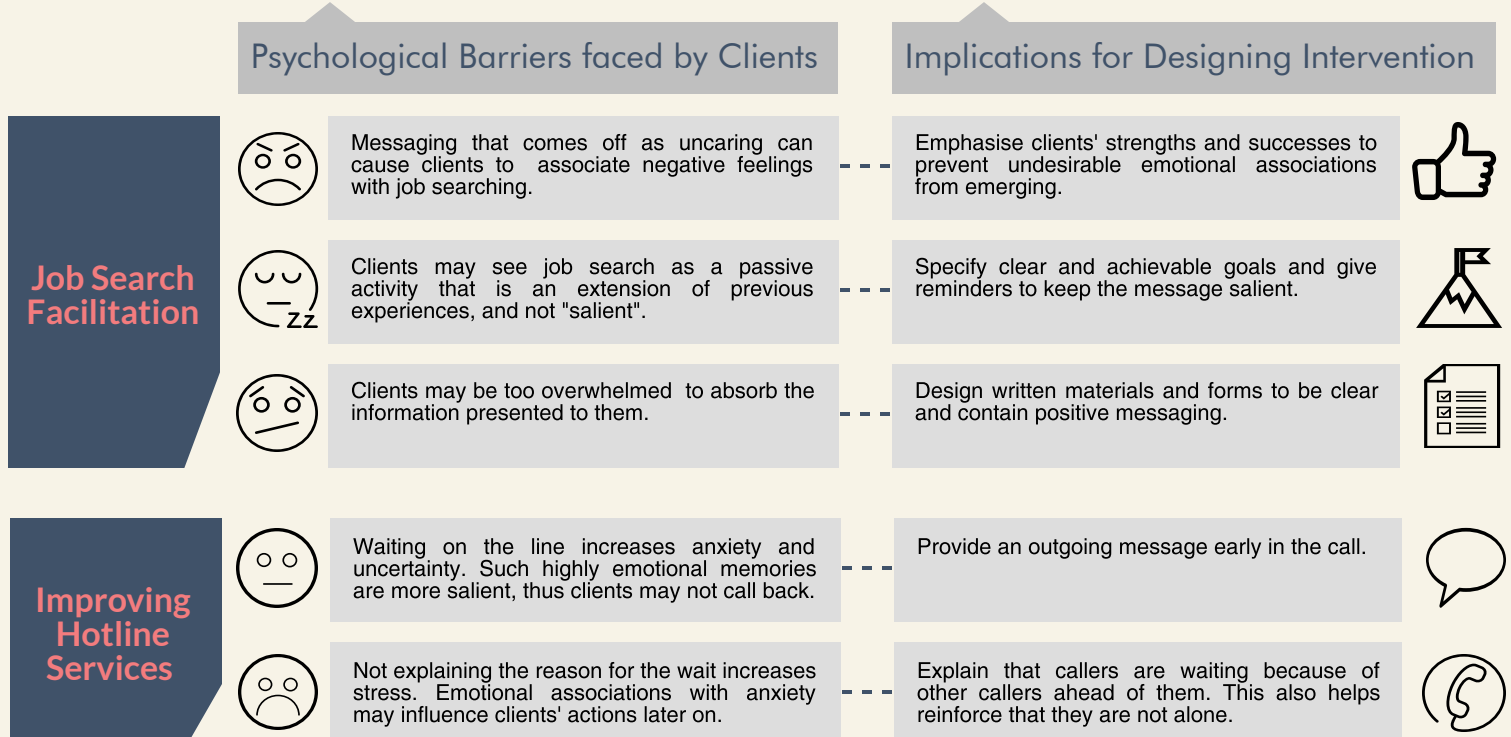 Psychological Barriers faced by Clients
Implications for Designing Intervention
Job Search
Facilitation
Messaging that comes off as uncaring can
cause clients to associate negative feelings
with job searching.
Emphasise clients' strengths and successes to
prevent undesirable emotional associations
from emerging.
zz
Clients may see job search as a passive
activity that is an extension of previous
experiences, and not "salient".
Specify clear and achievable goals and give
reminders to keep the message salient.
Clients may be too overwhelmed to absorb the
information presented to them.
Design written materials and forms to be clear
and contain positive messaging.
Improving
Hotline
Services
Waiting on the line increases anxiety and
uncertainty. Such highly emotional memories
are more salient, thus clients may not call back.
Provide an outgoing message early in the call.
Not explaining the reason for the wait increases
stress. Emotional associations with anxiety
may influence clients' actions later on.
Explain that callers are waiting because of
other callers ahead of them. This also helps
reinforce that they are not alone.